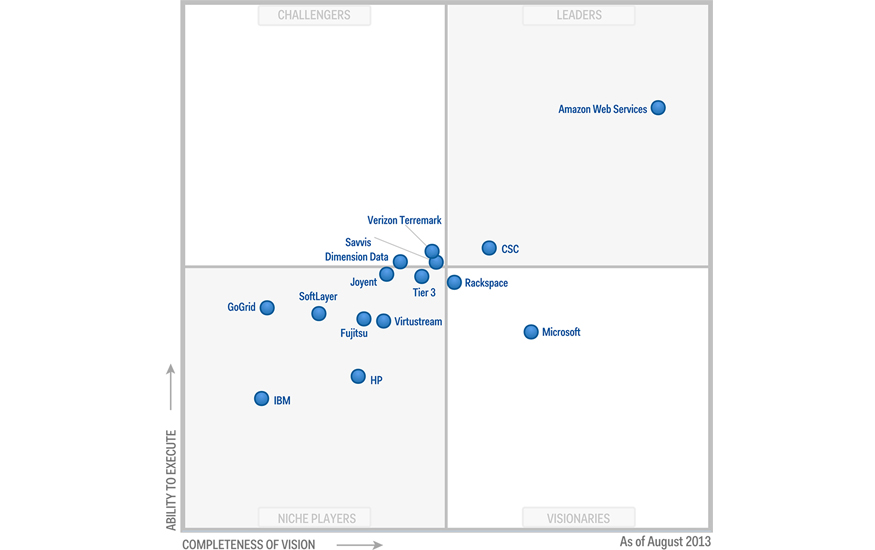 CHALLENGERS
LEADERS
Amazon Web Services
Verizon Terremark
Savvis
CSC
Dimension Data
Joyent
Rackspace
Tier 3
SoftLayer
GoGrid
Virtustream
Fujitsu
Microsoft
HP
IBM
ABILITY TO EXECUTE
NICHE PLAYERS
VISIONARIES
COMPLETENESS OF VISION
As of August 2013